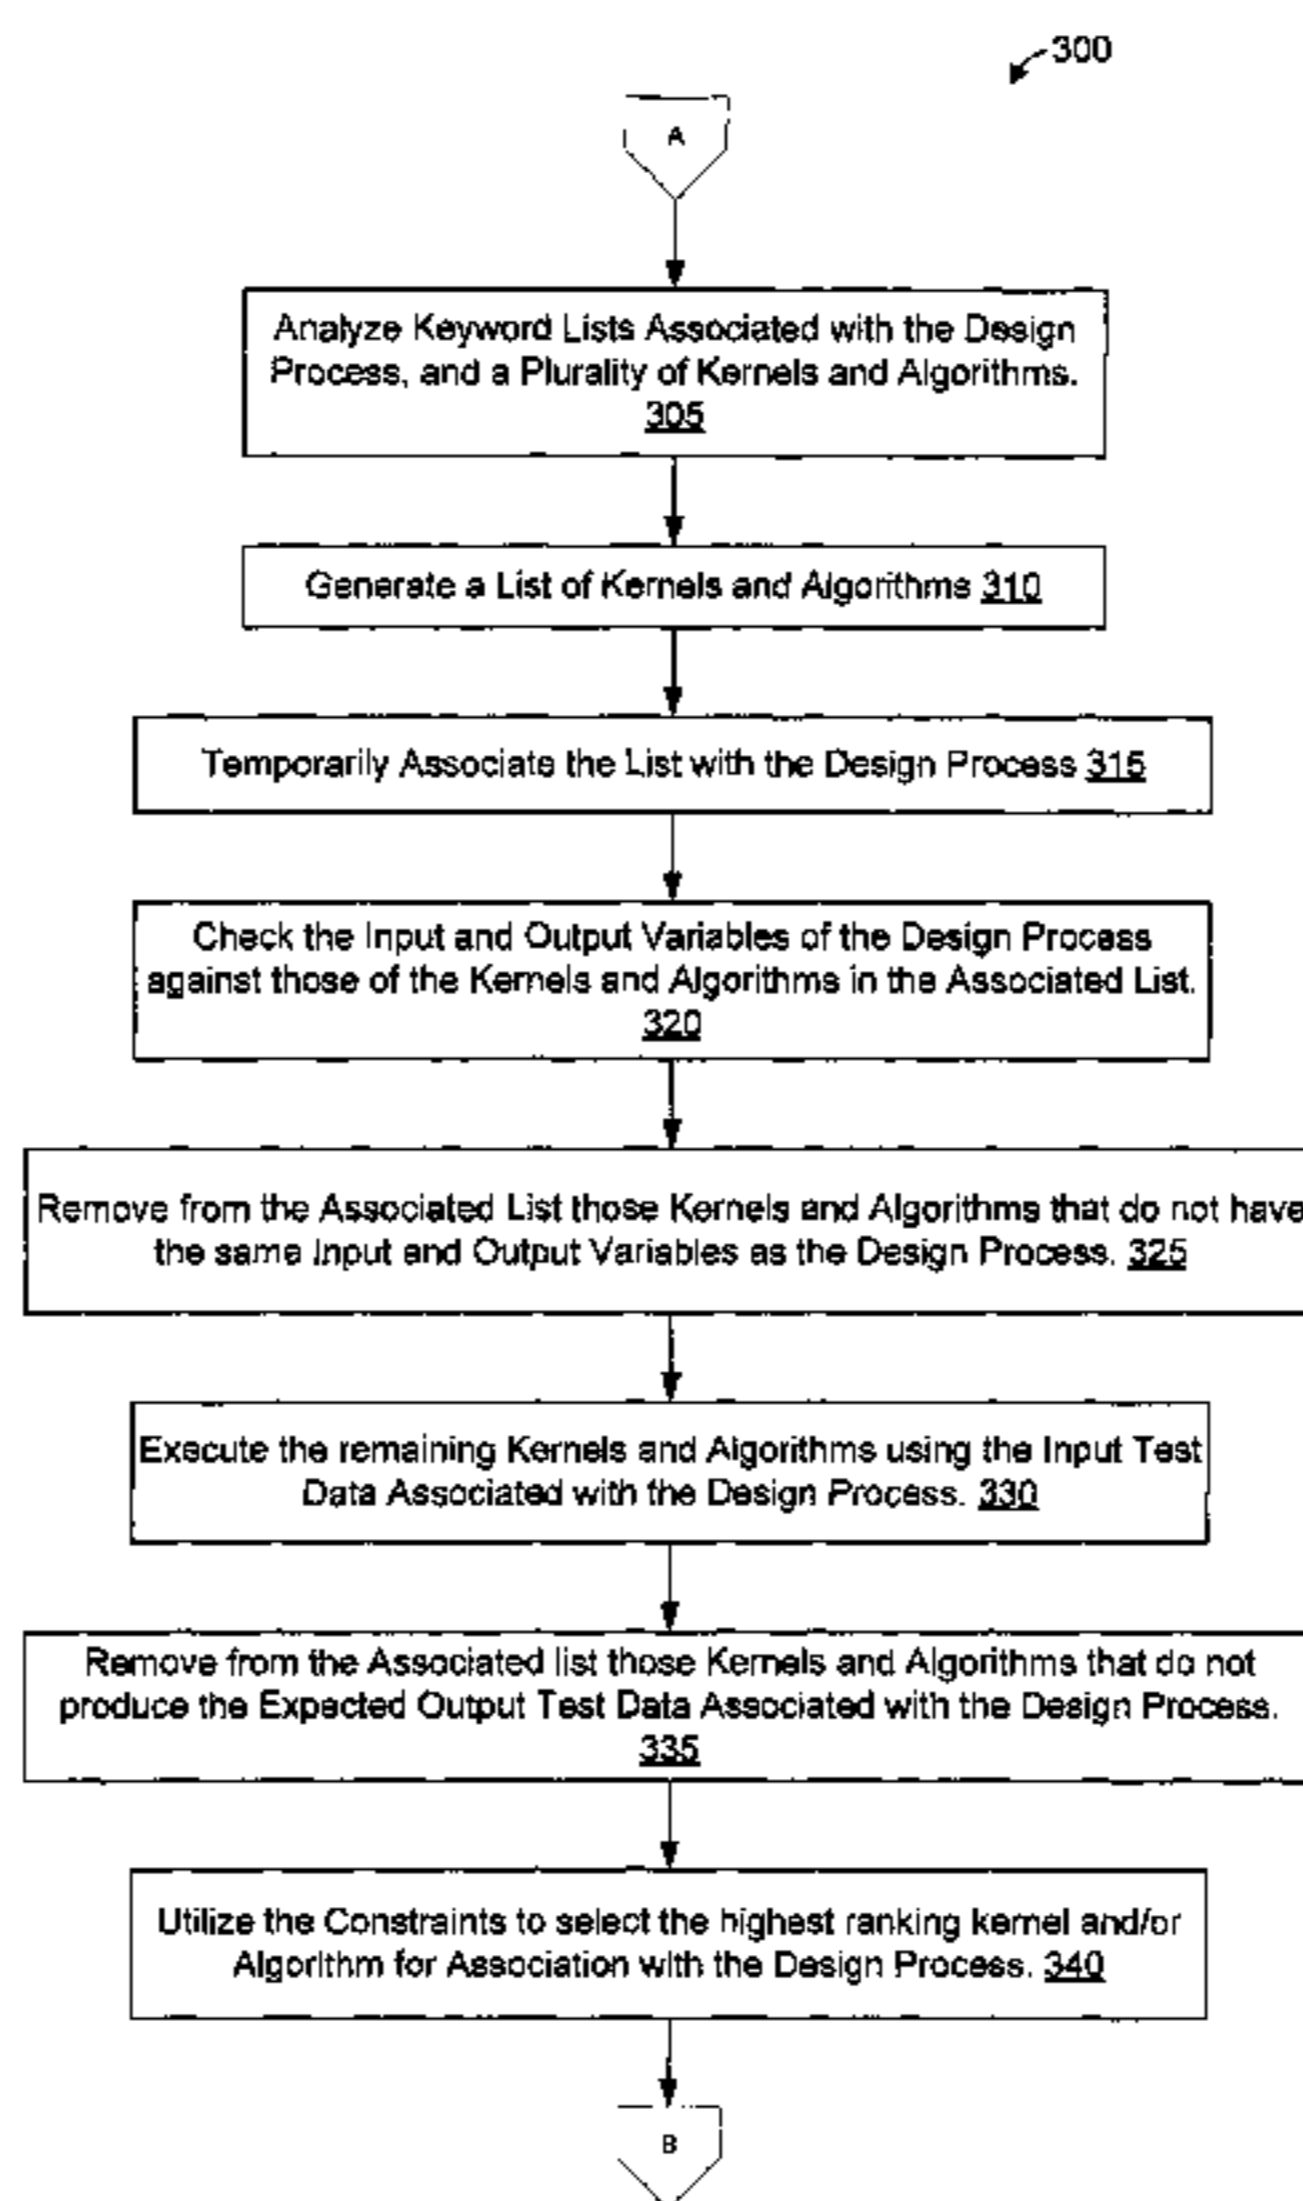 300
A
Analyze Keyword Lists Associated with the Design
Process, and a Plurality of Kernels and Algorithms.
305
Generate a List of Kernels and Algorithms 310
Temporarily Associate the List with the Design Process 315
Check the Input and Output Variables of the Design Process
against those of the Kernels and Algorithms in the Associated List.
320
Remove from the Associated List those Kernels and Algorithms that do not have
the same Input and Output Variables as the Design Process. 325
Execute the remaining Kernels and Algorithms using the Input Test
Data Associated with the Design Process. 330
Remove from the Associated list those Kernels and Algorithms that do not
produce the Expected Output Test Data Associated with the Design Process.
335
Utilize the Constraints to select the highest ranking kernel and/or
Algorithm for Association with the Design Process. 340
B